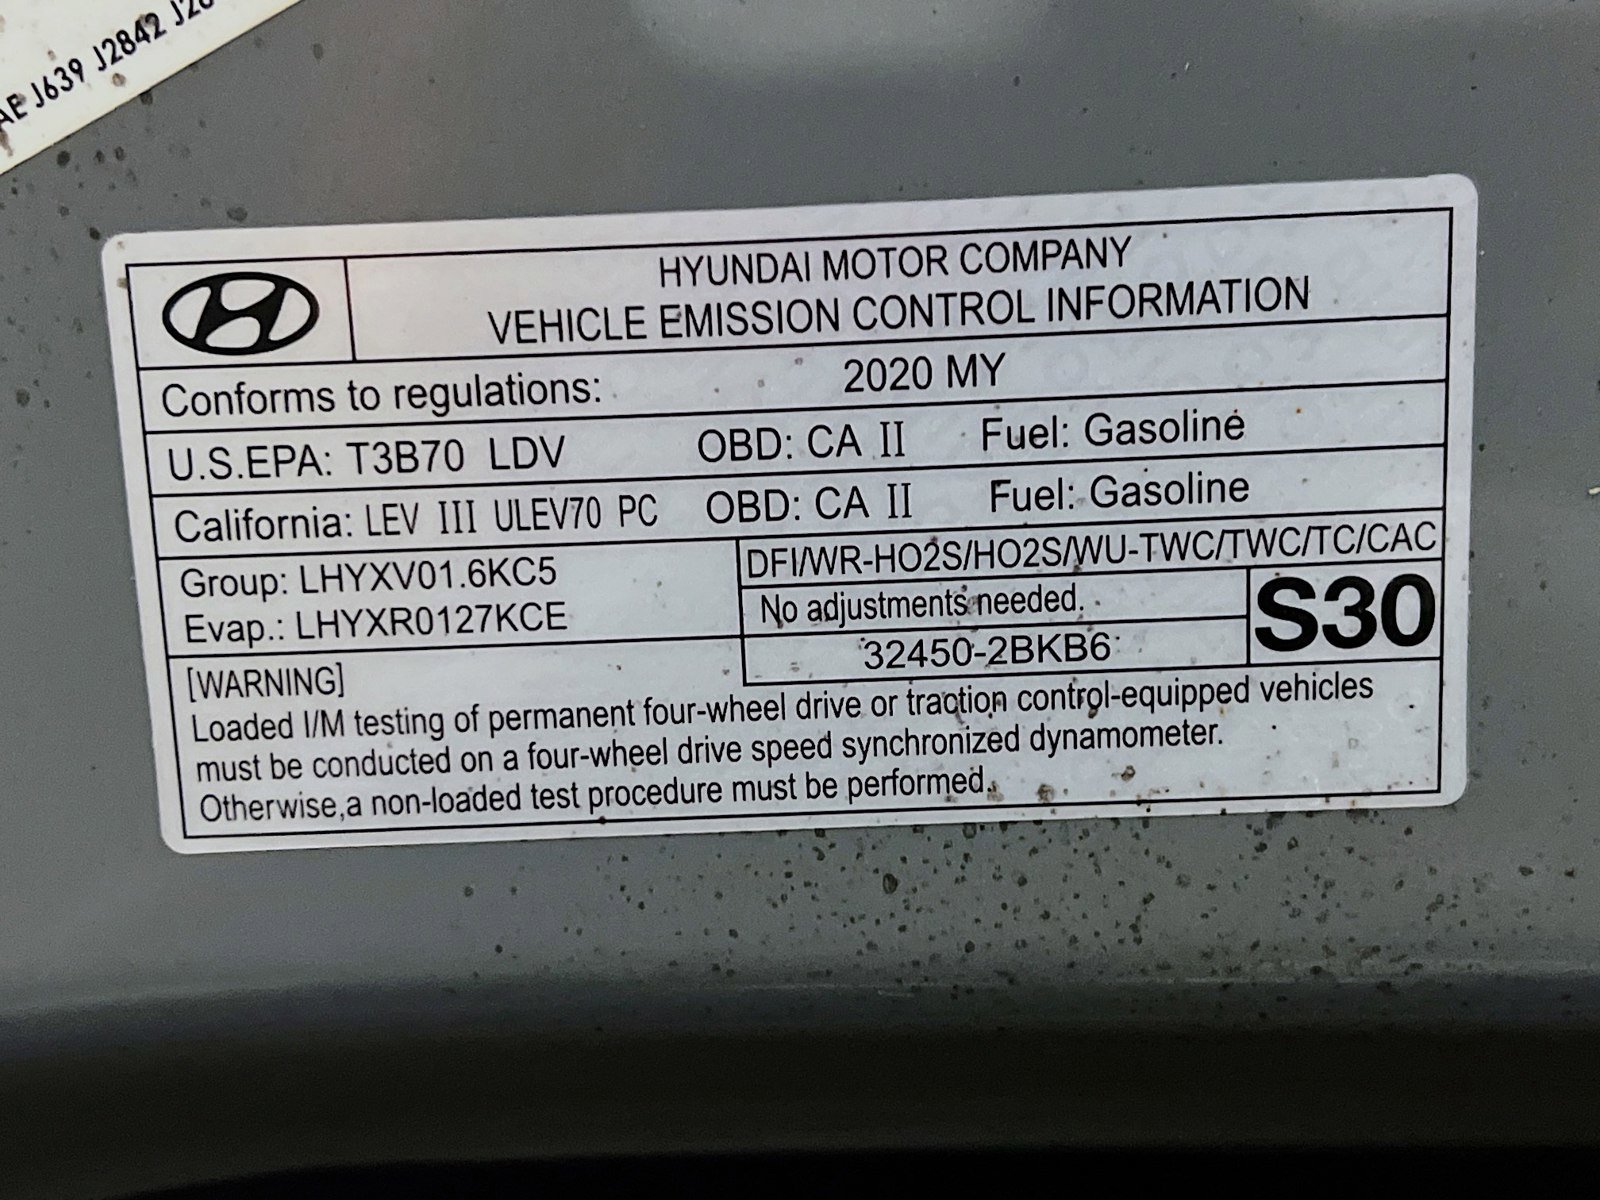 AE J639 J2842
HYUNDAI MOTOR COMPANY
VEHICLE EMISSION CONTROL INFORMATION
Conforms to regulations: 2020 MY
U.S.EPA: T3B70 LDV OBD: CA II Fuel: Gasoline
California: LEV III ULEV70 PC OBD: CA II Fuel: Gasoline
Group: LHYXV01.6KC5
Evap.: LHYXR0127KCE
DFI/WR-HO2S/HO2S/WU-TWC/TWC/TC/CAC
No adjustments needed.
32450-2BKB6
S30
[WARNING]
Loaded I/M testing of permanent four-wheel drive or traction control-equipped vehicles
must be conducted on a four-wheel drive speed synchronized dynamometer.
Otherwise,a non-loaded test procedure must be performed.